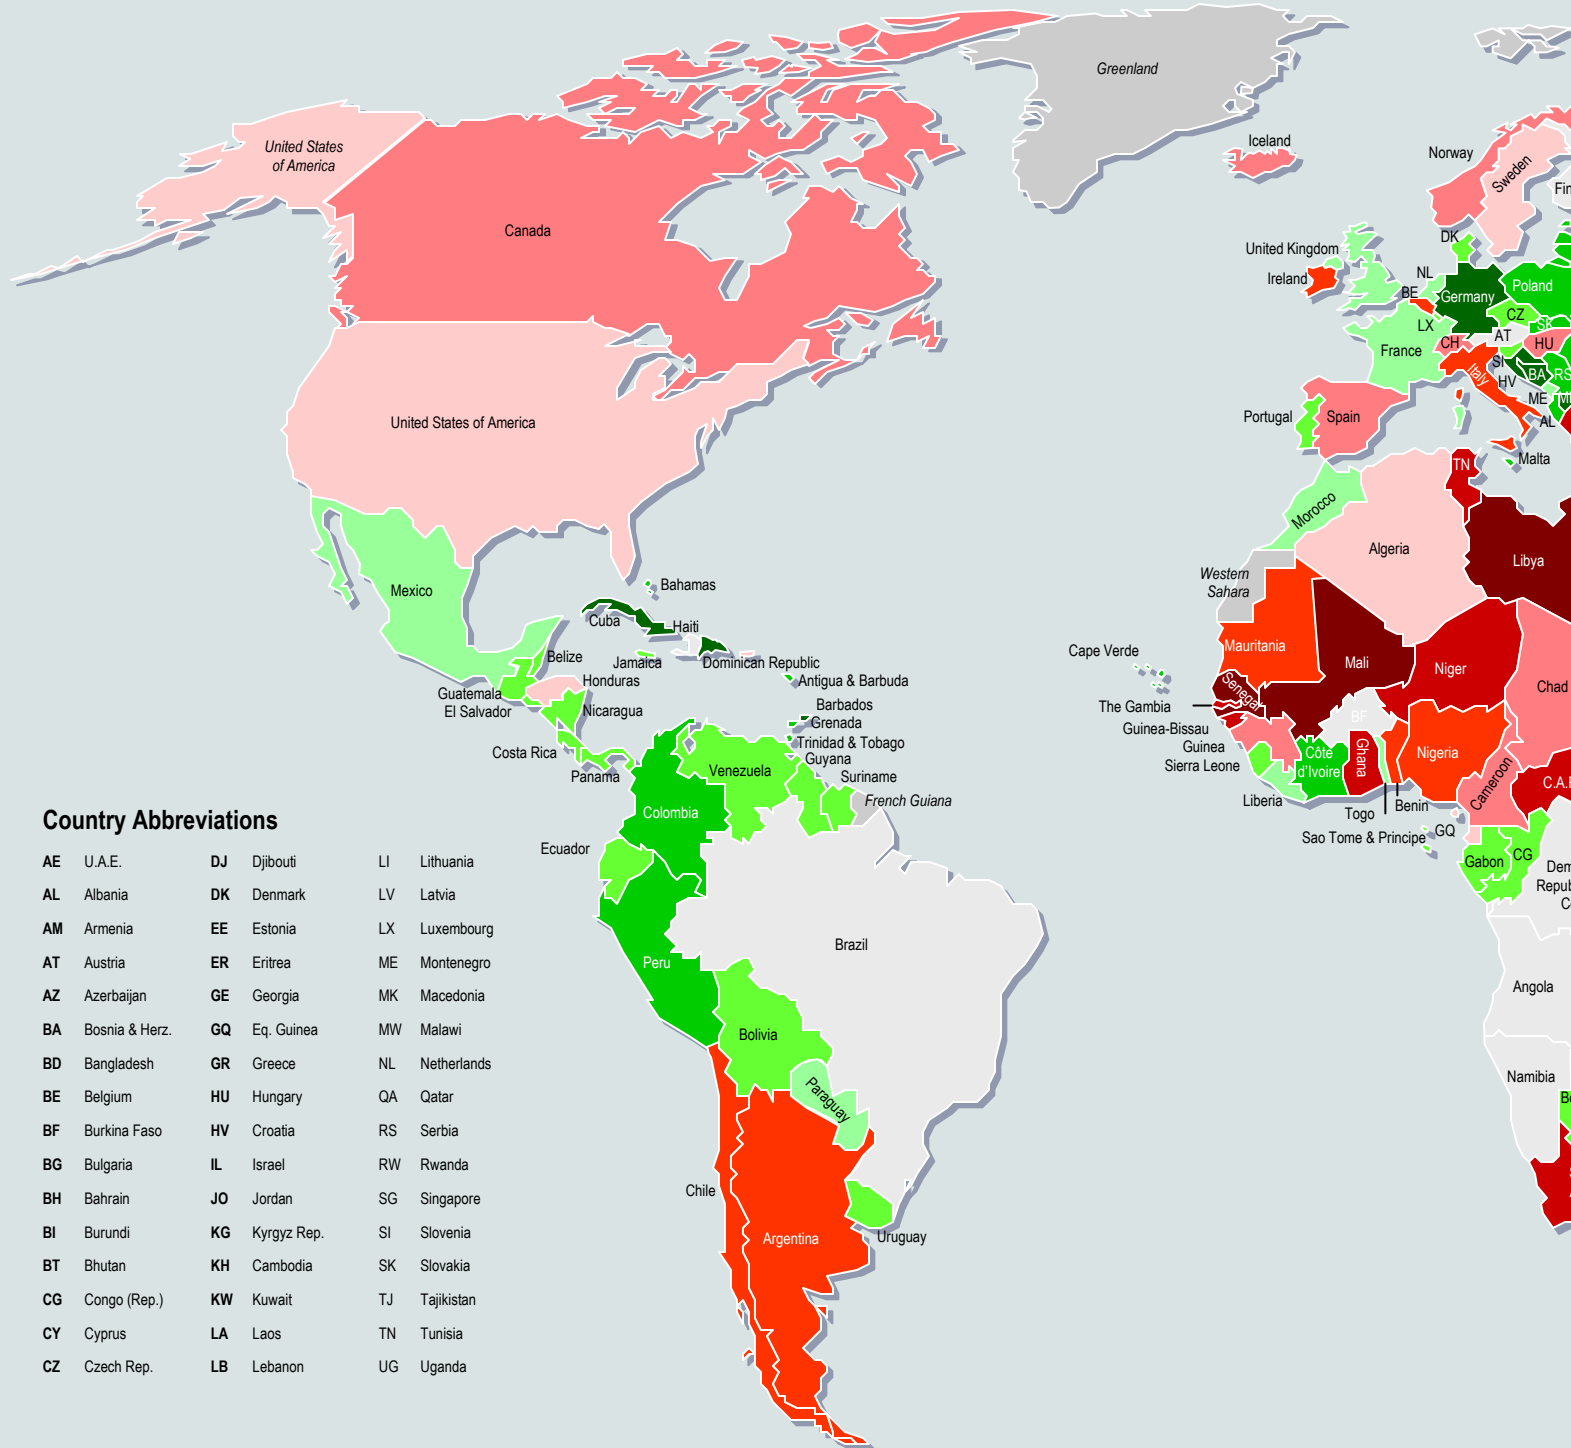 Greenland
Iceland
United States
of America
Norway
Sweden
Canada
United Kingdom
DK
Ireland
NL
BE
Germany
Poland
LX
CZ
SK
AT
France
CH
HU
SI
HV
BA
RS
Italy
ME
AL
Portugal
Spain
United States of America
Malta
TN
Morocco
Algeria
Libya
Western
Sahara
Mexico
Bahamas
Cuba
Haiti
Mauritania
Mali
Niger
Chad
Cape Verde
Belize
Jamaica
Dominican Republic
Honduras
Antigua & Barbuda
Guatemala
El Salvador
Nicaragua
Barbados
Grenada
Senegal
The Gambia
Guinea-Bissau
Guinea
Sierra Leone
BF
Costa Rica
Panama
Trinidad & Tobago
Guyana
Venezuela
Suriname
French Guiana
Côte
d'Ivoire
Ghana
Nigeria
Cameroon
Liberia
Togo
Benin
Sao Tome & Principe
GQ
Colombia
Ecuador
Gabon
CG
Brazil
Peru
Angola
Bolivia
Namibia
Paraguay
Chile
Argentina
Uruguay
Country Abbreviations
AE U.A.E. DJ Djibouti LI Lithuania
AL Albania DK Denmark LV Latvia
AM Armenia EE Estonia LX Luxembourg
AT Austria ER Eritrea ME Montenegro
AZ Azerbaijan GE Georgia MK Macedonia
BA Bosnia & Herz. GQ Eq. Guinea MW Malawi
BD Bangladesh GR Greece NL Netherlands
BE Belgium HU Hungary QA Qatar
BF Burkina Faso HV Croatia RS Serbia
BG Bulgaria IL Israel RW Rwanda
BH Bahrain JO Jordan SG Singapore
BI Burundi KG Kyrgyz Rep. SI Slovenia
BT Bhutan KH Cambodia SK Slovakia
CG Congo (Rep.) KW Kuwait TJ Tajikistan
CY Cyprus LA Laos TN Tunisia
CZ Czech Rep. LB Lebanon UG Uganda